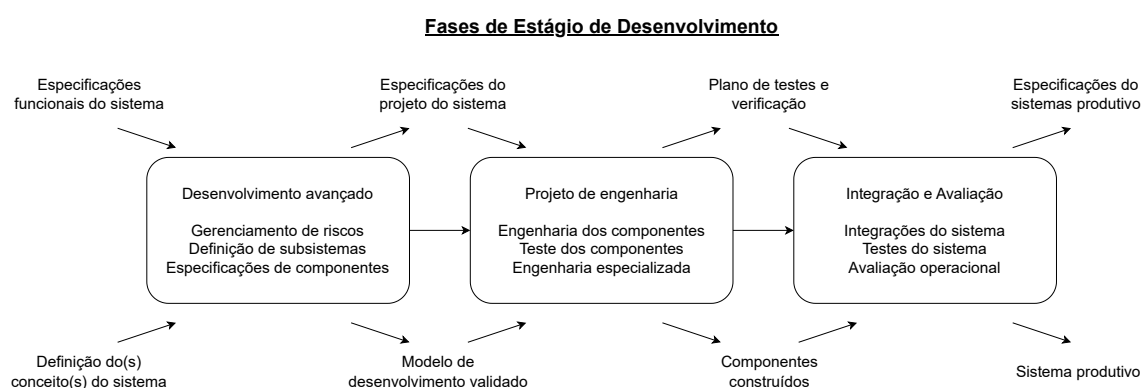 Fases de Estágio de Desenvolvimento
Especificações
funcionais do sistema
Especificações do
projeto do sistema
Plano de testes e
verificação
Especificações do
sistemas produtivo
Desenvolvimento avançado
Gerenciamento de riscos
Definição de subsistemas
Especificações de componentes
Projeto de engenharia
Engenharia dos componentes
Teste dos componentes
Engenharia especializada
Integração e Avaliação
Integrações do sistema
Testes do sistema
Avaliação operacional
Definição do(s)
conceito(s) do sistema
Modelo de
desenvolvimento validado
Componentes
construídos
Sistema produtivo